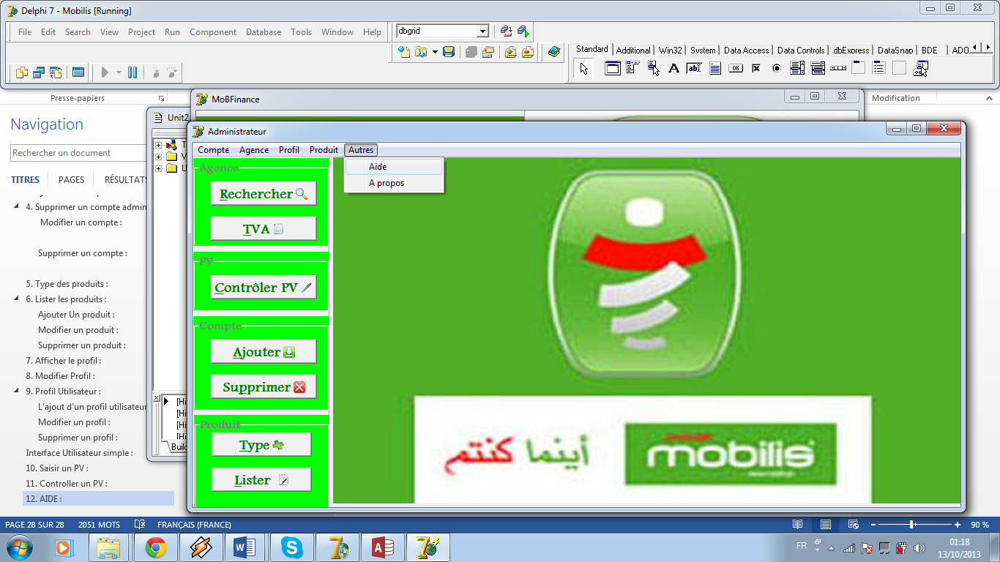 Delphi 7 - Mobilis [Running]
File Edit Search View Project Run Component Database Tools Window Help
dbgrid
Standard Additional Win32 System Data Access Data Controls dbExpress DataSnap BDE ADO
Presse-papiers
Modification
Navigation
Rechercher un document
TITRES PAGES RÉSULTATS
4. Supprimer un compte admin
Modifier un compte :
Supprimer un compte :
5. Type des produits :
6. Lister les produits :
Ajouter Un produit :
Modifier un produit :
Supprimer un produit :
7. Afficher le profil :
8. Modifier Profil :
9. Profil Utilisateur :
L'ajout d'un profil utilisateur
Modifier un profil :
Supprimer un profil :
Interface Utilisateur simple :
10. Saisir un PV :
11. Controller un PV :
12. AIDE :
Unit2.
T
V
U
[Hi
[Hi
[Hi
[Hi
Build
MoBFinance
Administrateur
Compte Agence Profil Produit Autres
Aide
A propos
Agence
Rechercher
TVA
PV
Contrôler PV
Compte
Ajouter
Supprimer
Produit
Type
Lister
أينما كنتم
mobilis
PAGE 28 SUR 28 2051 MOTS FRANÇAIS (FRANCE)
90 %
FR
01:18
13/10/2013